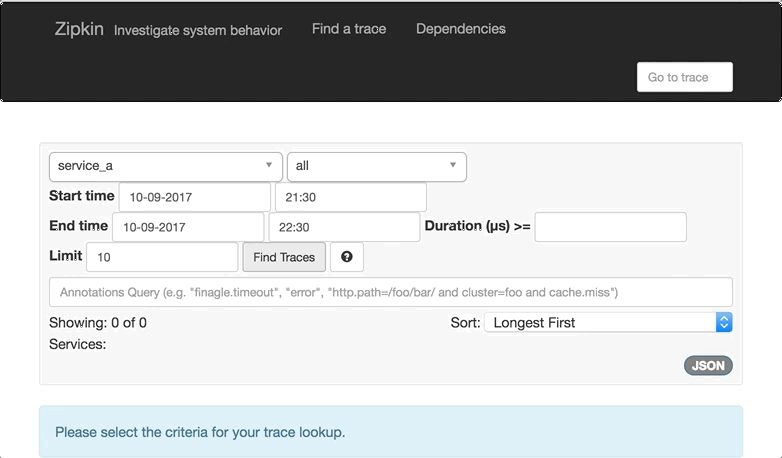 Zipkin Investigate system behavior Find a trace Dependencies
Go to trace
service_a all
Start time 10-09-2017 21:30
End time 10-09-2017 22:30 Duration (μs) >=
Limit 10 Find Traces ?
Annotations Query (e.g. "finagle.timeout", "error", "http.path=/foo/bar/ and cluster=foo and cache.miss")
Showing: 0 of 0 Sort: Longest First
Services:
JSON
Please select the criteria for your trace lookup.